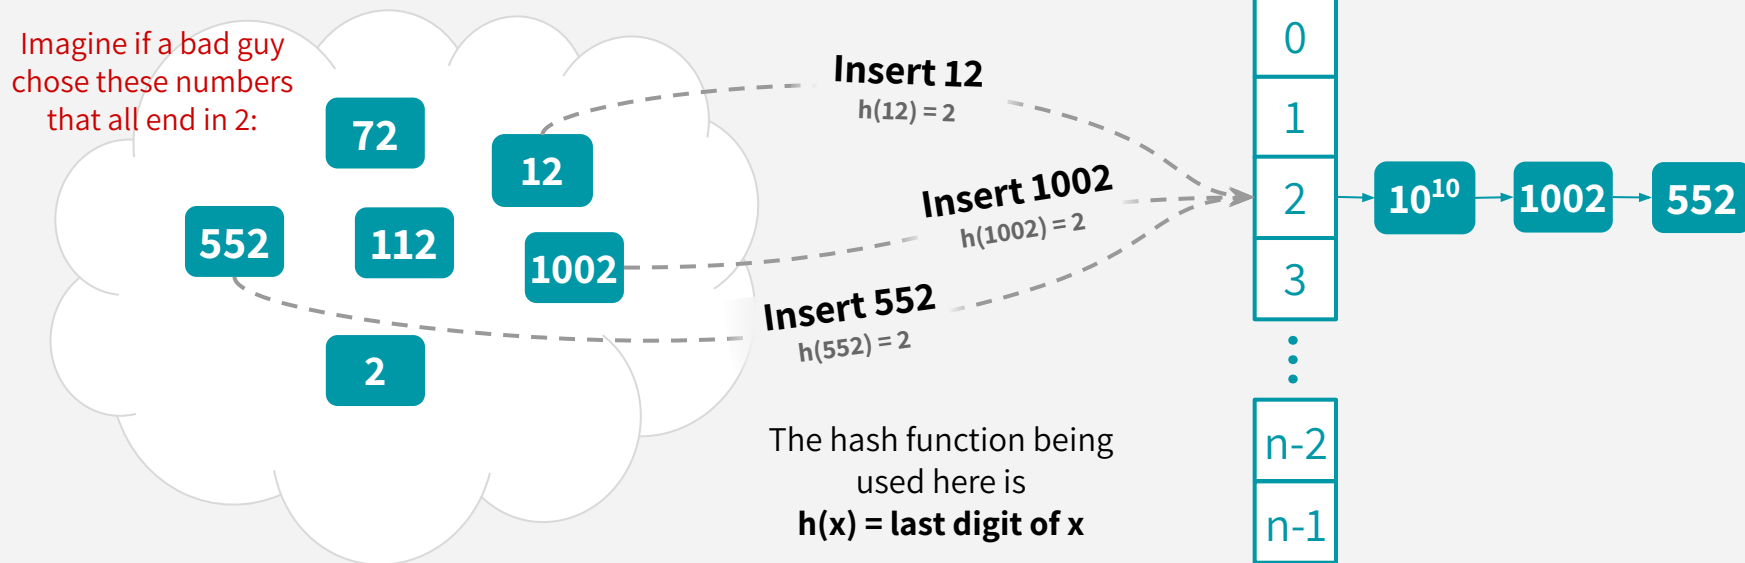 Imagine if a bad guy
chose these numbers
that all end in 2:
72
12
552
112
1002
2
Insert 12
h(12) = 2
Insert 1002
h(1002) = 2
Insert 552
h(552) = 2
The hash function being
used here is
h(x) = last digit of x
0
1
2
3
n-2
n-1
10¹⁰
1002
552